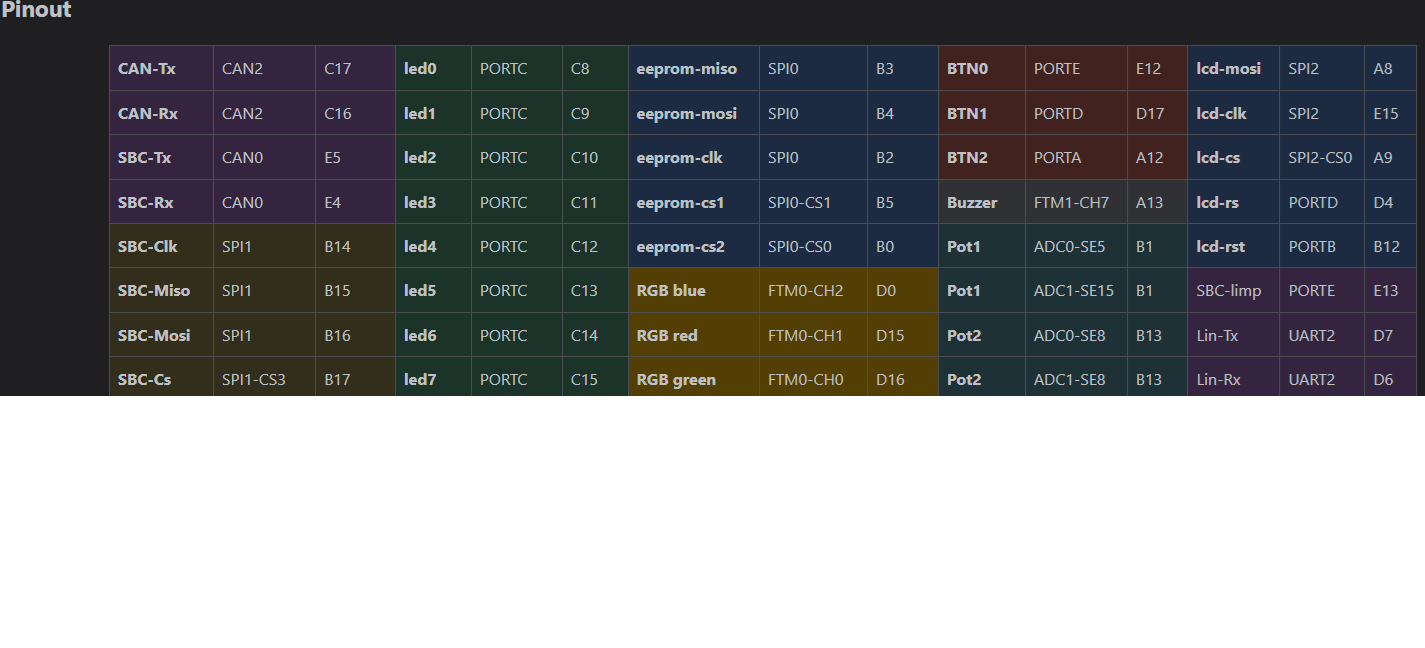 Pinout
CAN-Tx CAN2 C17 led0 PORTC C8 eeprom-miso SPI0 B3 BTN0 PORTE E12 lcd-mosi SPI2 A8
CAN-Rx CAN2 C16 led1 PORTC C9 eeprom-mosi SPI0 B4 BTN1 PORTD D17 lcd-clk SPI2 E15
SBC-Tx CAN0 E5 led2 PORTC C10 eeprom-clk SPI0 B2 BTN2 PORTA A12 lcd-cs SPI2-CS0 A9
SBC-Rx CAN0 E4 led3 PORTC C11 eeprom-cs1 SPI0-CS1 B5 Buzzer FTM1-CH7 A13 lcd-rs PORTD D4
SBC-Clk SPI1 B14 led4 PORTC C12 eeprom-cs2 SPI0-CS0 B0 Pot1 ADC0-SE5 B1 lcd-rst PORTB B12
SBC-Miso SPI1 B15 led5 PORTC C13 RGB blue FTM0-CH2 D0 Pot1 ADC1-SE15 B1 SBC-limp PORTE E13
SBC-Mosi SPI1 B16 led6 PORTC C14 RGB red FTM0-CH1 D15 Pot2 ADC0-SE8 B13 Lin-Tx UART2 D7
SBC-Cs SPI1-CS3 B17 led7 PORTC C15 RGB green FTM0-CH0 D16 Pot2 ADC1-SE8 B13 Lin-Rx UART2 D6